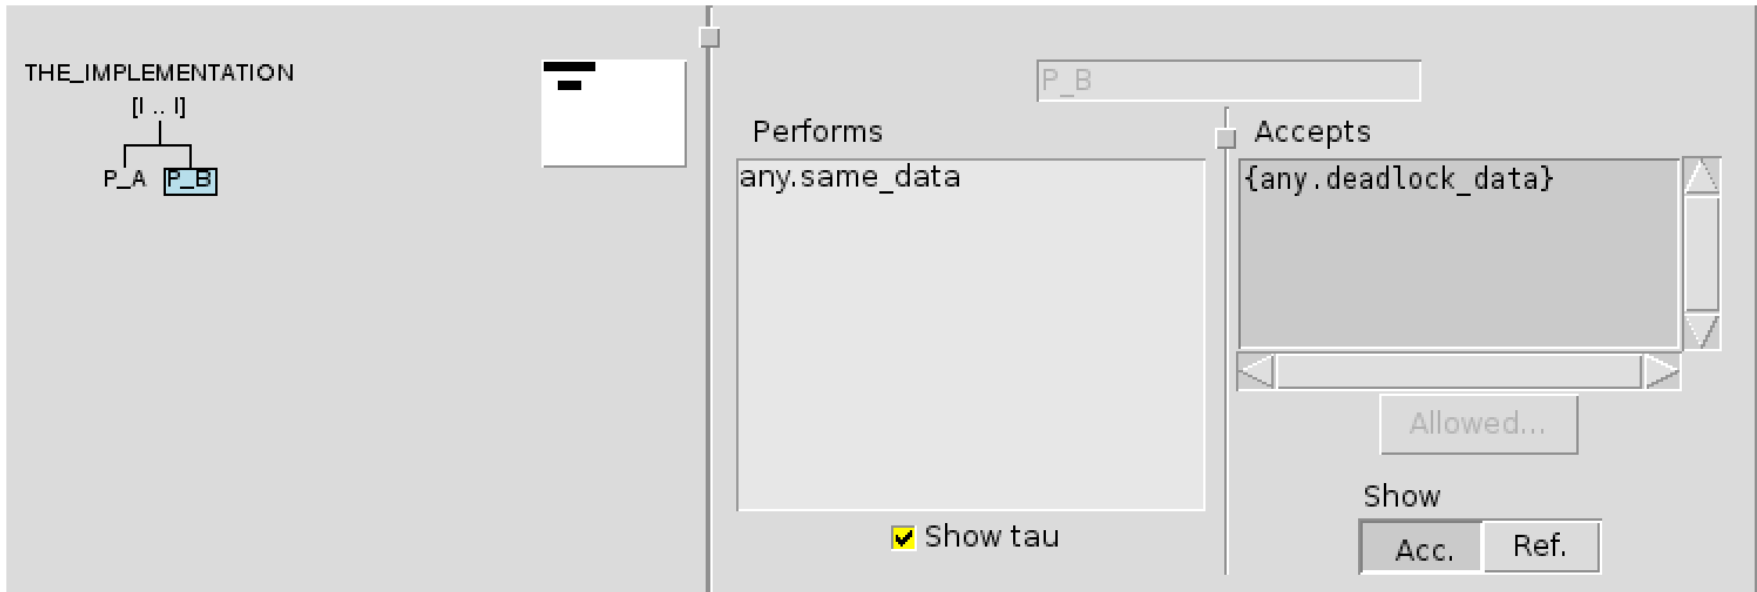 THE_IMPLEMENTATION
[I .. I]
P_A P_B
P_B
Performs
any.same_data
Show tau
Accepts
{any.deadlock_data}
Allowed...
Show
Acc. Ref.